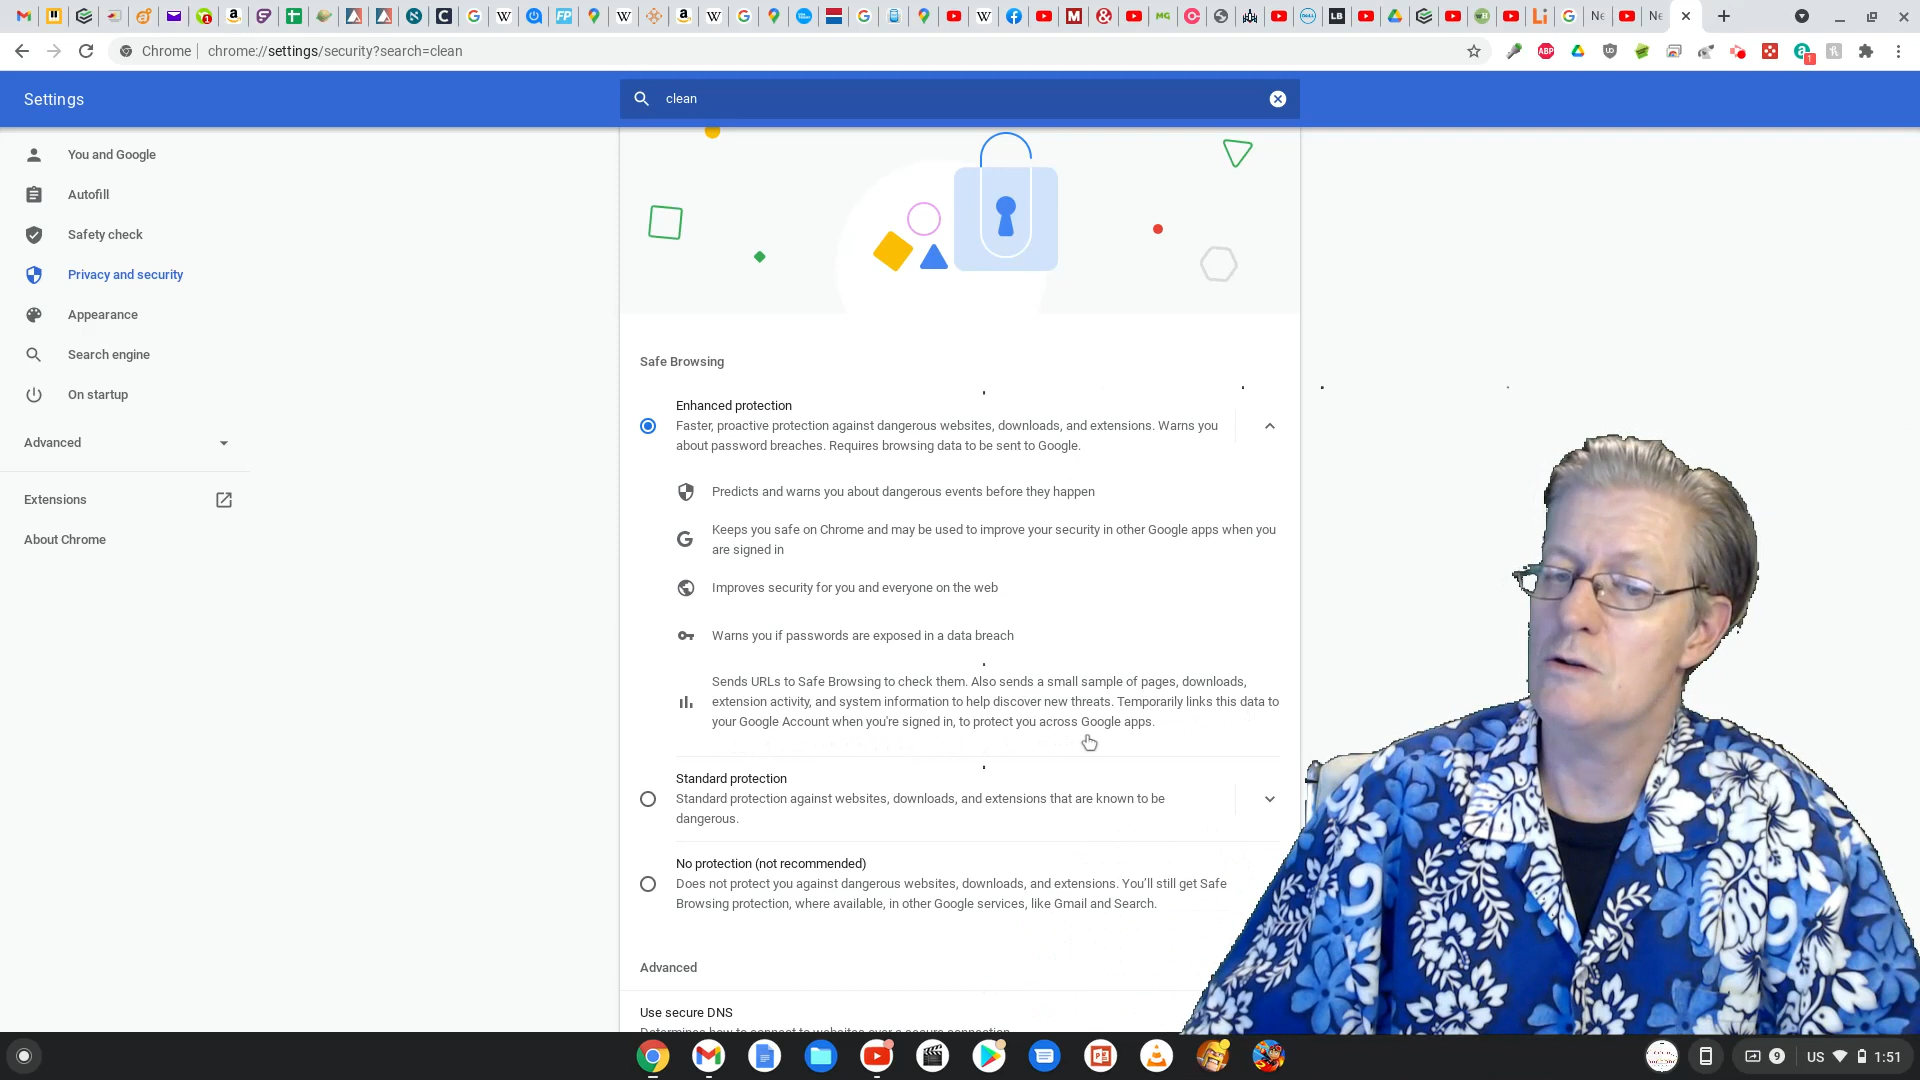 Chrome
chrome://settings/security?search=clean
Settings
clean
You and Google
Autofill
Safety check
Privacy and security
Appearance
Search engine
On startup
Advanced
Extensions
About Chrome
Safe Browsing
Enhanced protection
Faster, proactive protection against dangerous websites, downloads, and extensions. Warns you
about password breaches. Requires browsing data to be sent to Google.
Predicts and warns you about dangerous events before they happen
Keeps you safe on Chrome and may be used to improve your security in other Google apps when you
are signed in
Improves security for you and everyone on the web
Warns you if passwords are exposed in a data breach
Sends URLs to Safe Browsing to check them. Also sends a small sample of pages, downloads,
extension activity, and system information to help discover new threats. Temporarily links this data to
your Google Account when you're signed in, to protect you across Google apps.
Standard protection
Standard protection against websites, downloads, and extensions that are known to be
dangerous.
No protection (not recommended)
Does not protect you against dangerous websites, downloads, and extensions. You'll still get Safe
Browsing protection, where available, in other Google services, like Gmail and Search.
Advanced
Use secure DNS
Determines how to connect to websites over a secure connection
9
US
1:51